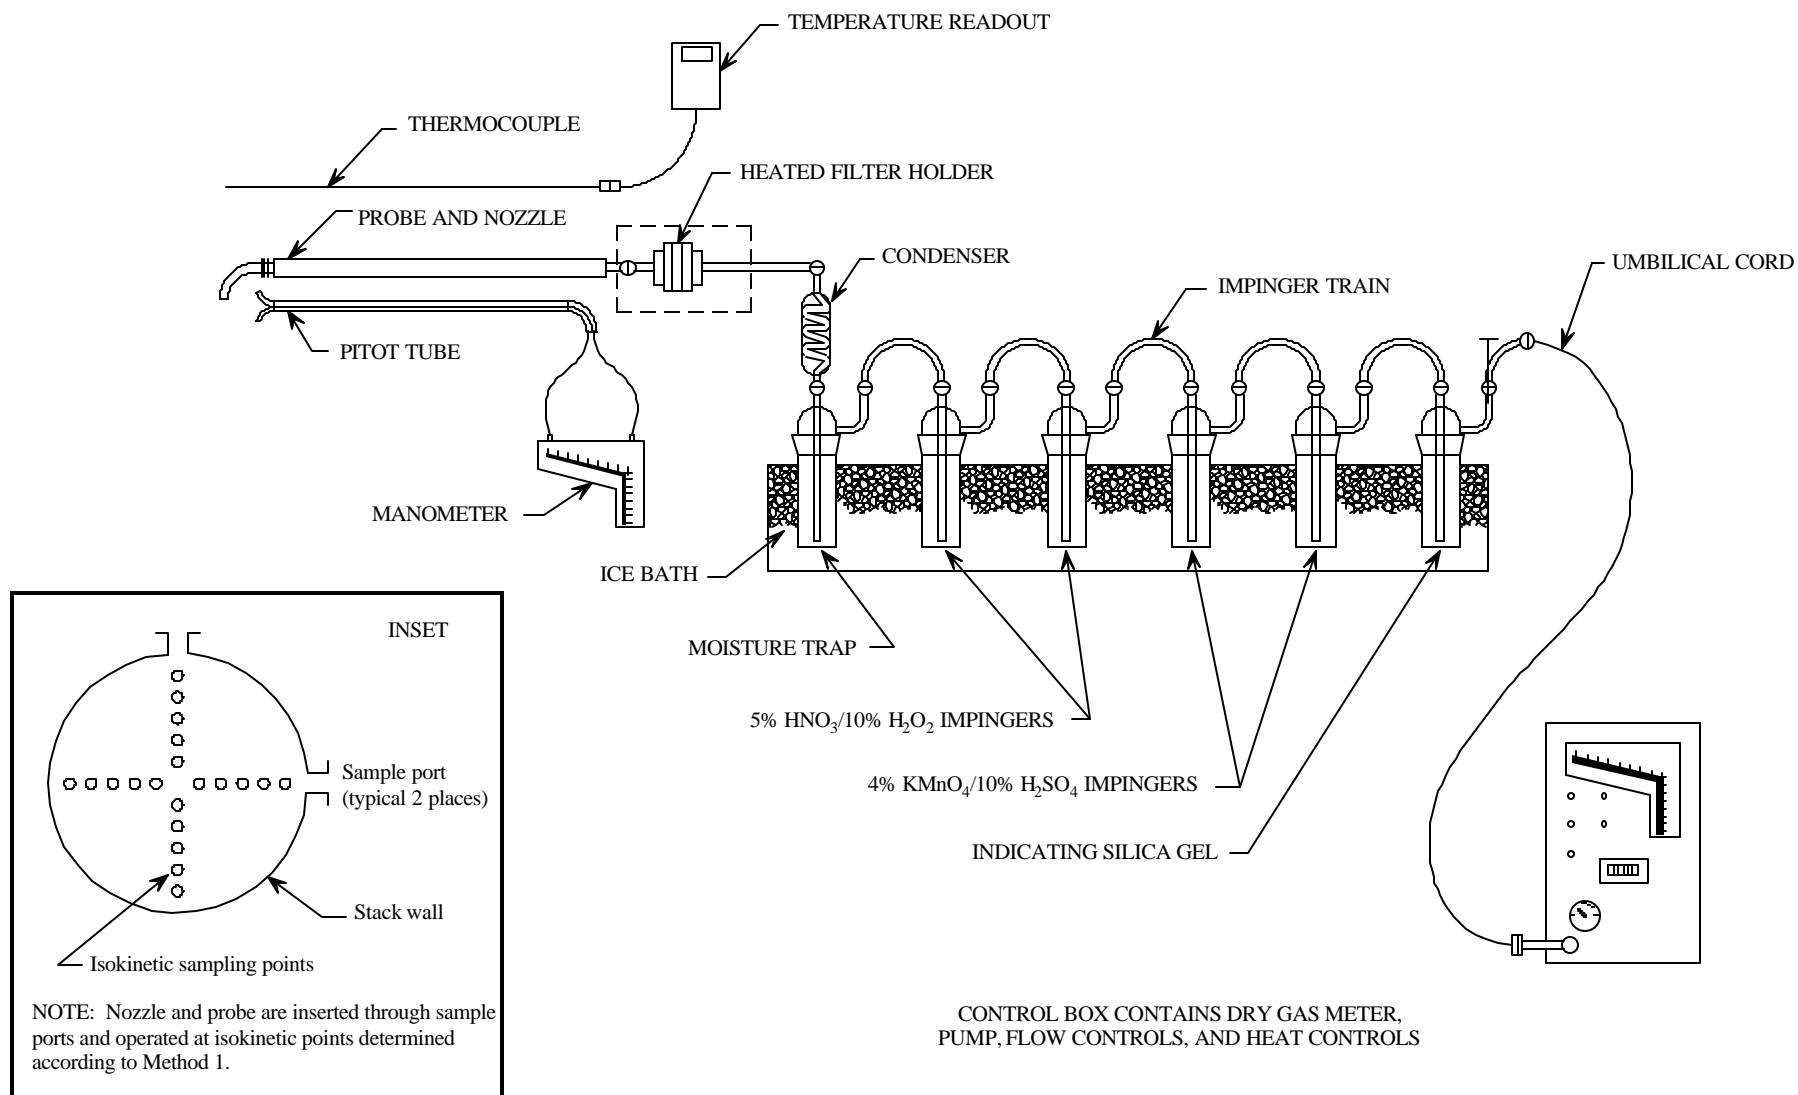 TEMPERATURE READOUT
THERMOCOUPLE
HEATED FILTER HOLDER
PROBE AND NOZZLE
CONDENSER
UMBILICAL CORD
IMPINGER TRAIN
PITOT TUBE
MANOMETER
ICE BATH
MOISTURE TRAP
5% HNO3/10% H2O2 IMPINGERS
4% KMnO4/10% H2SO4 IMPINGERS
INDICATING SILICA GEL
INSET
Sample port
(typical 2 places)
Stack wall
Isokinetic sampling points
NOTE: Nozzle and probe are inserted through sample
ports and operated at isokinetic points determined
according to Method 1.
CONTROL BOX CONTAINS DRY GAS METER,
PUMP, FLOW CONTROLS, AND HEAT CONTROLS